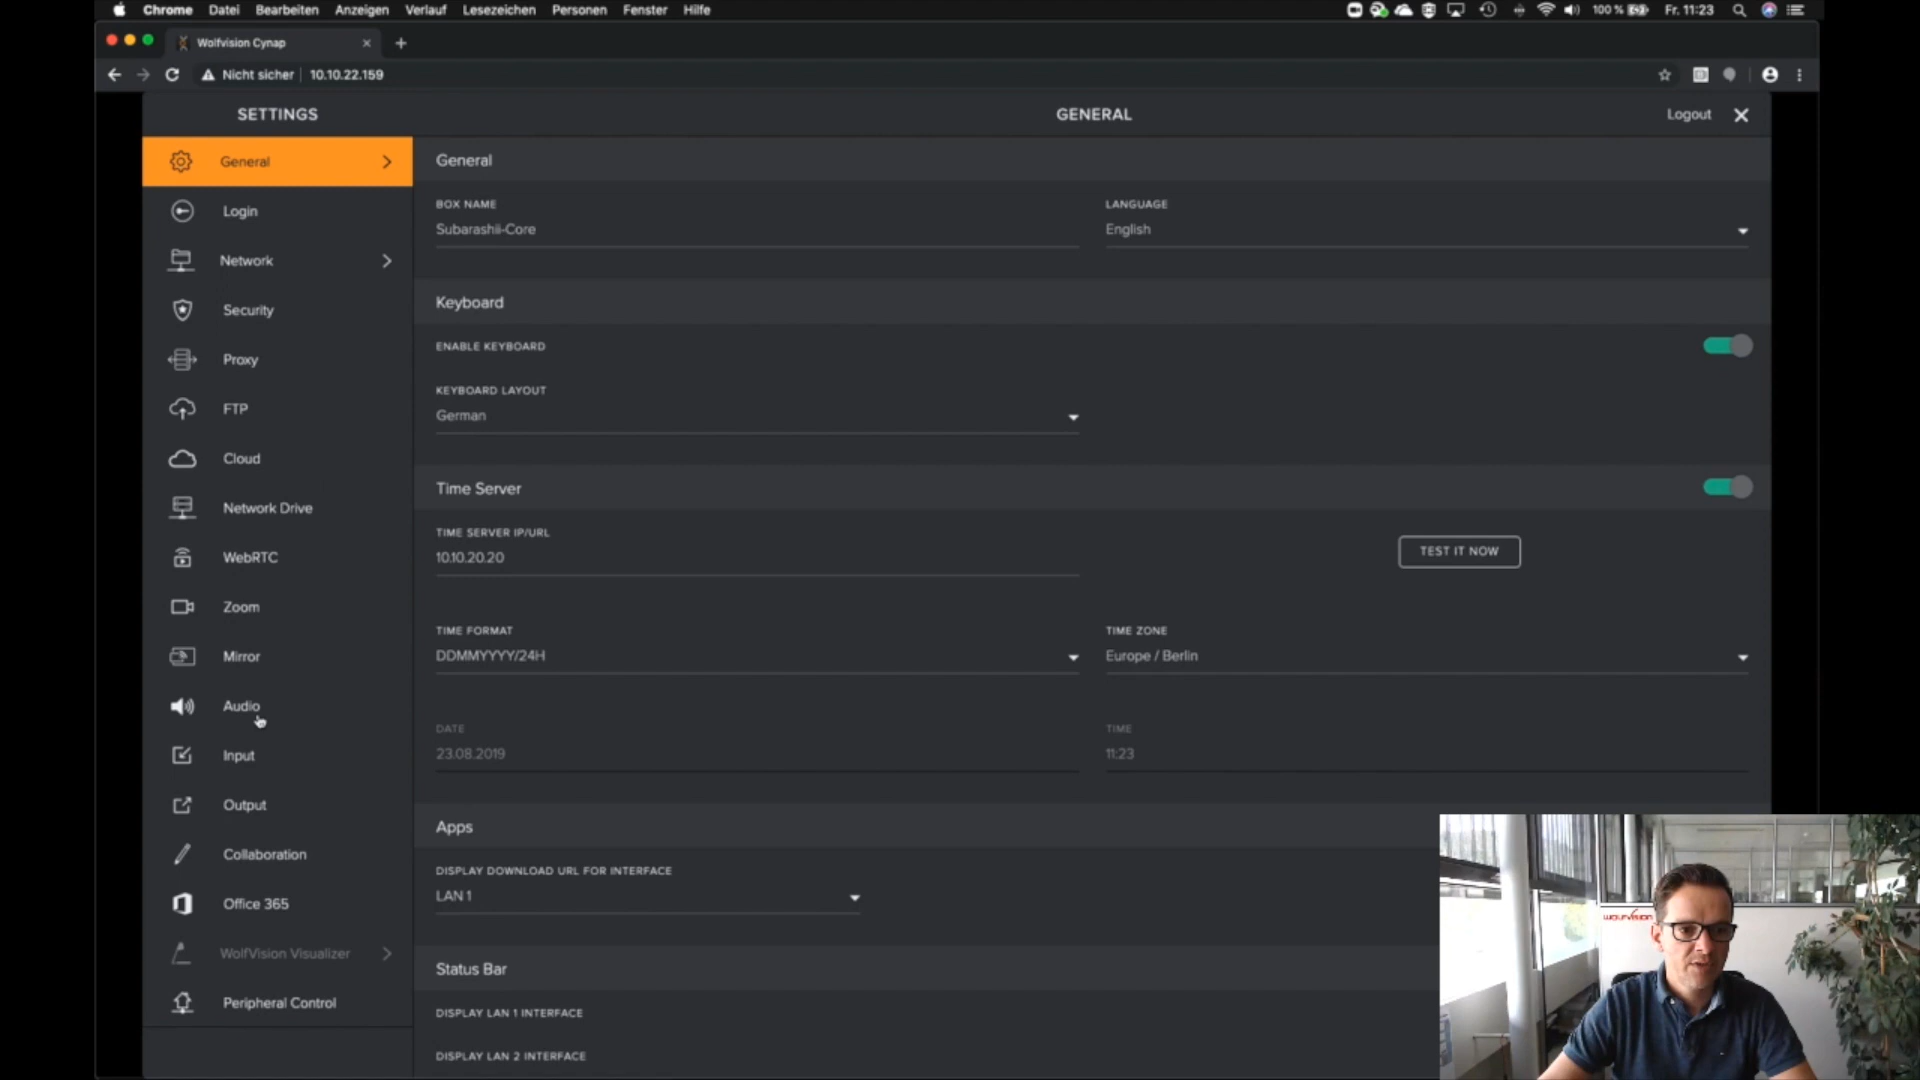 Chrome Datei Bearbeiten Anzeigen Verlauf Lesezeichen Personen Fenster Hilfe 100 % Fr. 11:23
Wolfvision Cynap
Nicht sicher 10.10.22.159
SETTINGS GENERAL Logout
General
Login
Network
Security
Proxy
FTP
Cloud
Network Drive
WebRTC
Zoom
Mirror
Audio
Input
Output
Collaboration
Office 365
WolfVision Visualizer
Peripheral Control
General
BOX NAME LANGUAGE
Subarashii-Core English
Keyboard
ENABLE KEYBOARD
KEYBOARD LAYOUT
German
Time Server
TIME SERVER IP/URL
10.10.20.20
TEST IT NOW
TIME FORMAT TIME ZONE
DDMMYYYY/24H Europe / Berlin
DATE TIME
23.08.2019 11:23
Apps
DISPLAY DOWNLOAD URL FOR INTERFACE
LAN 1
Status Bar
DISPLAY LAN 1 INTERFACE
DISPLAY LAN 2 INTERFACE
WOLFVISION